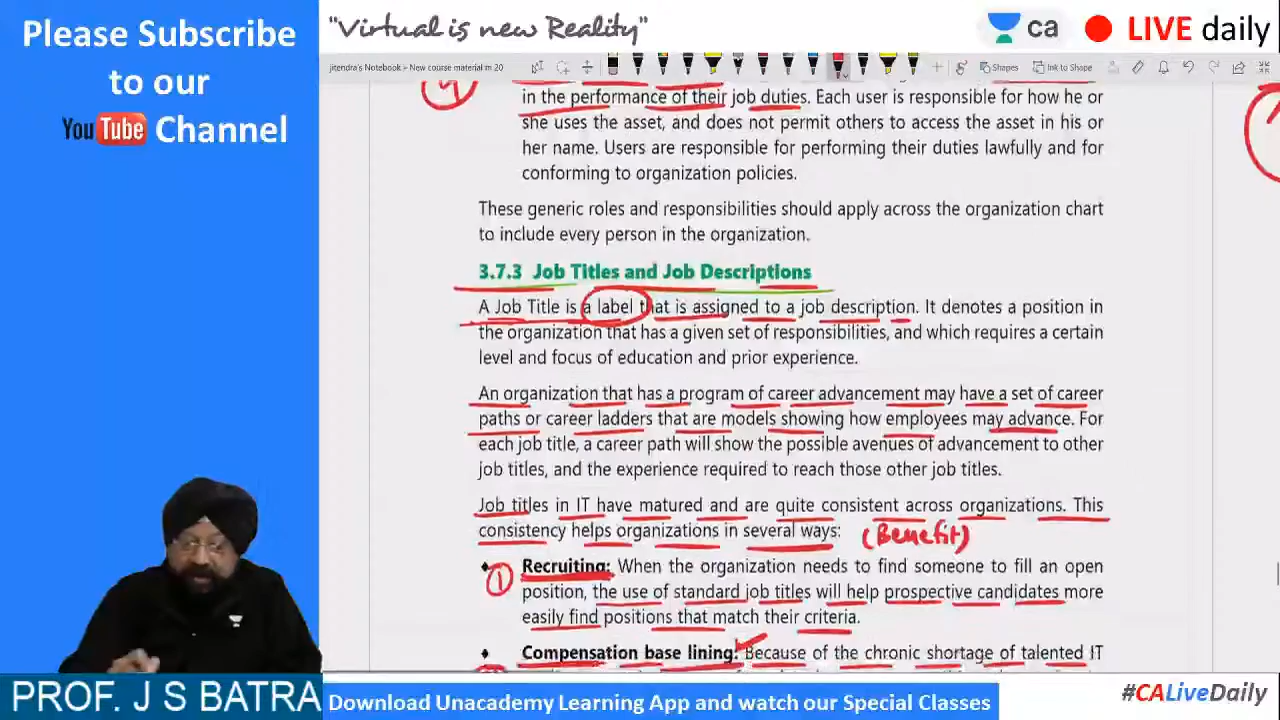 Please Subscribe
to our
YouTube Channel
"Virtual is new Reality"
ca
LIVE daily
jitendra's Notebook > New course material m 20
Shapes
Ink to Shape
in the performance of their job duties. Each user is responsible for how he or
she uses the asset, and does not permit others to access the asset in his or
her name. Users are responsible for performing their duties lawfully and for
conforming to organization policies.
These generic roles and responsibilities should apply across the organization chart
to include every person in the organization.
3.7.3 Job Titles and Job Descriptions
A Job Title is a label that is assigned to a job description. It denotes a position in
the organization that has a given set of responsibilities, and which requires a certain
level and focus of education and prior experience.
An organization that has a program of career advancement may have a set of career
paths or career ladders that are models showing how employees may advance. For
each job title, a career path will show the possible avenues of advancement to other
job titles, and the experience required to reach those other job titles.
Job titles in IT have matured and are quite consistent across organizations. This
consistency helps organizations in several ways: (Benefit)
♦ Recruiting: When the organization needs to find someone to fill an open
1
position, the use of standard job titles will help prospective candidates more
easily find positions that match their criteria.
♦ Compensation base lining: Because of the chronic shortage of talented IT
PROF. J S BATRA
Download Unacademy Learning App and watch our Special Classes
#CALiveDaily